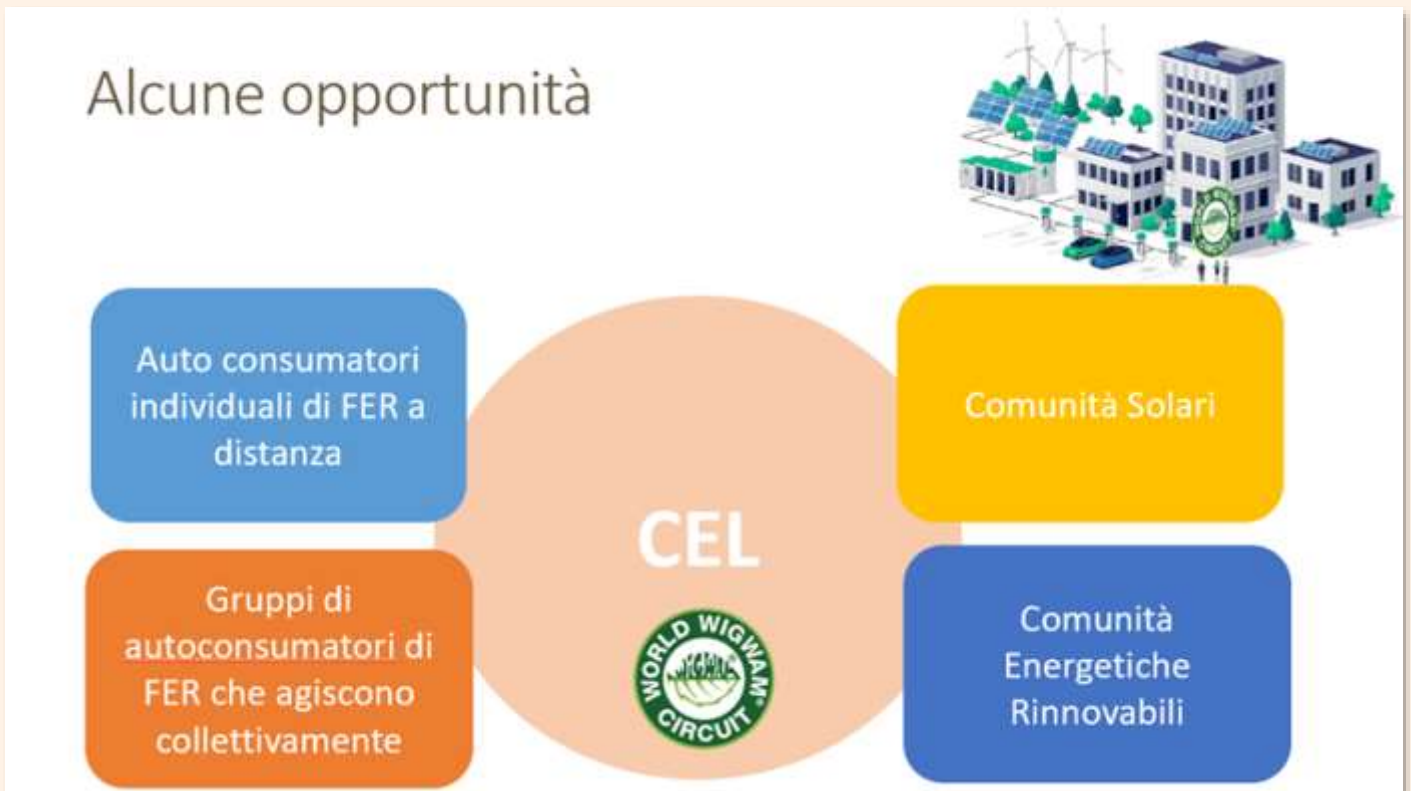 Alcune opportunità
Auto consumatori
individuali di FER a
distanza
Comunità Solari
CEL
Gruppi di
autoconsumatori di
FER che agiscono
collettivamente
Comunità
Energetiche
Rinnovabili
WORLD WIGWAM®
WIGWAM
CIRCUIT